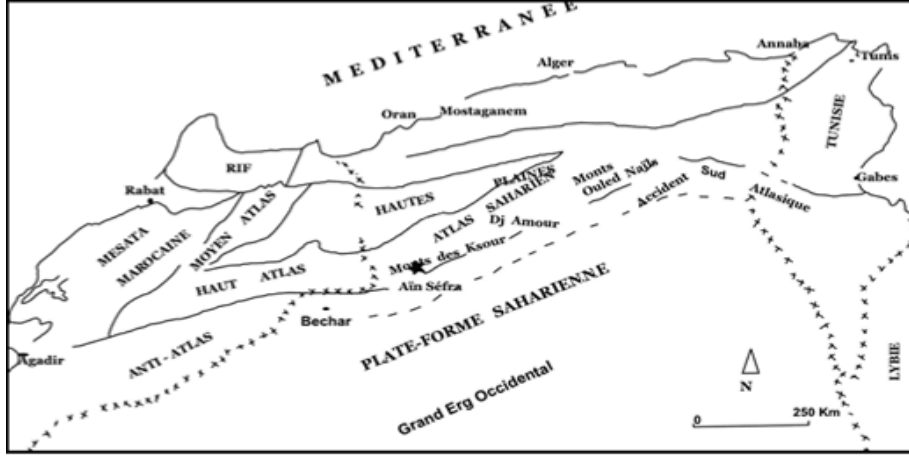 MEDITERRANEE
Annaba
Tunis
Alger
Oran
Mostaganem
TUNISIE
RIF
Rabat
HAUTES
PLAINES
Monts
Ouled Naïls
Sud
Gabes
MESATA
MAROCAINE
MOYEN
ATLAS
ATLAS SAHARIEN
Accident
Atlasique
Dj Amour
Monts des Ksour
HAUT ATLAS
Aïn Séfra
Bechar
PLATE-FORME SAHARIENNE
Agadir
ANTI-ATLAS
LYBIE
Grand Erg Occidental
N
0
250 Km